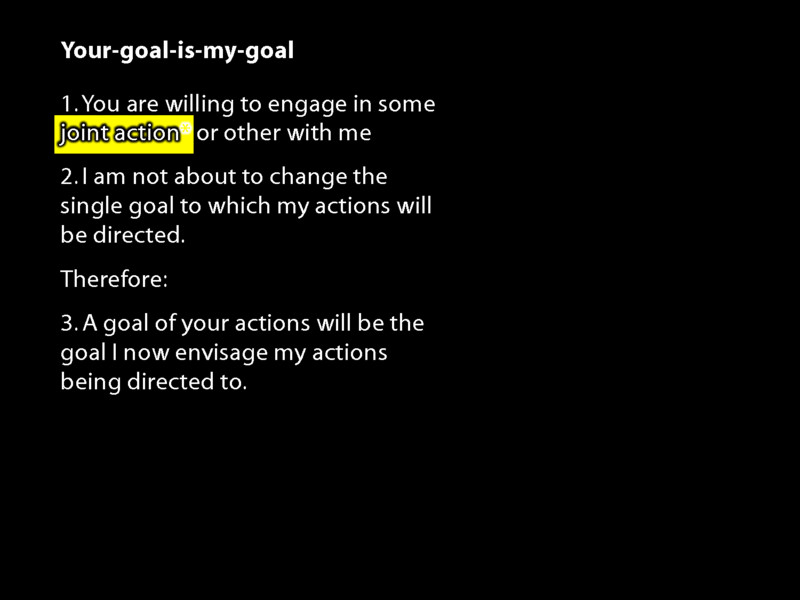 Your-goal-is-my-goal
1. You are willing to engage in some
joint action° or other with me
2. I am not about to change the
single goal to which my actions will
be directed.
Therefore:
3. A goal of your actions will be the
goal I now envisage my actions
being directed to.